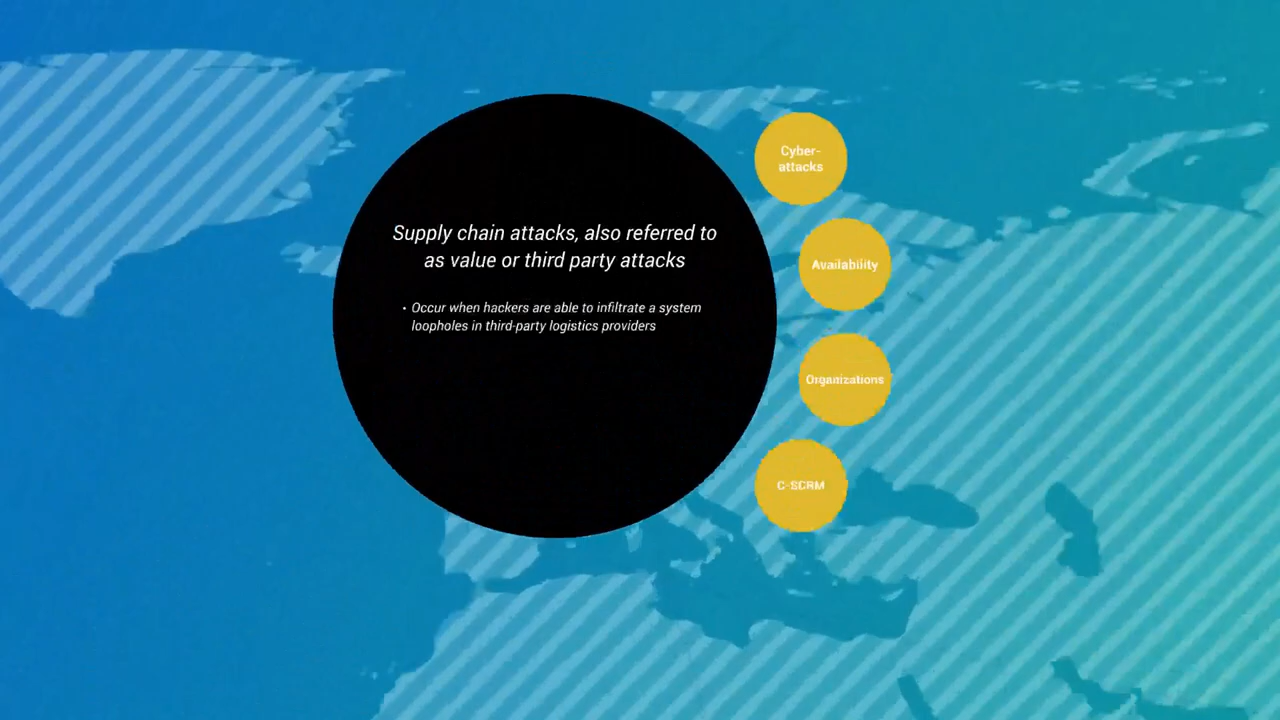 Supply chain attacks, also referred to
as value or third party attacks
• Occur when hackers are able to infiltrate a system
loopholes in third-party logistics providers
Cyber-
attacks
Availability
Organizations
C-SCRM